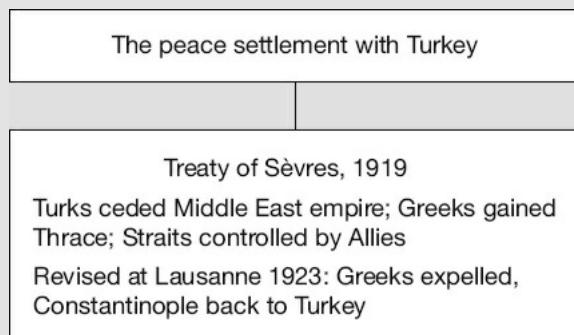 The peace settlement with Turkey
Treaty of Sèvres, 1919
Turks ceded Middle East empire; Greeks gained
Thrace; Straits controlled by Allies
Revised at Lausanne 1923: Greeks expelled,
Constantinople back to Turkey